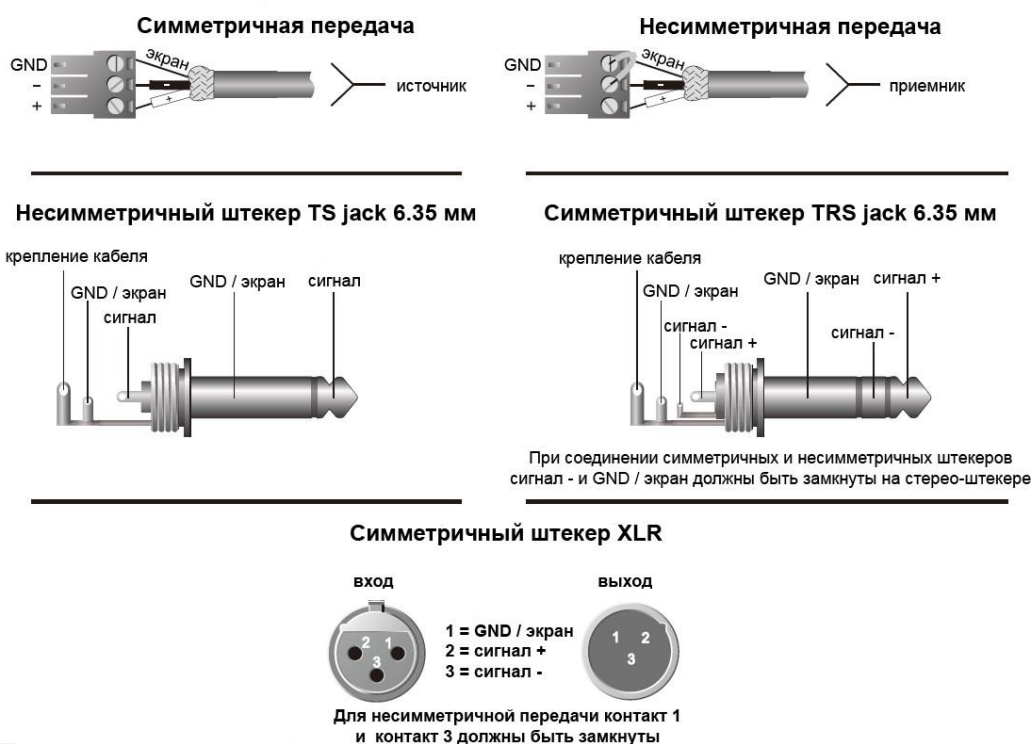 Симметричная передача
GND
–
+
экран
-
+
источник
Несимметричная передача
GND
–
+
экран
-
+
приемник
Несимметричный штекер TS jack 6.35 мм
крепление кабеля
GND / экран
сигнал
GND / экран
сигнал
Симметричный штекер TRS jack 6.35 мм
крепление кабеля
GND / экран
сигнал -
сигнал +
GND / экран
сигнал -
сигнал +
При соединении симметричных и несимметричных штекеров
сигнал - и GND / экран должны быть замкнуты на стерео-штекере
Симметричный штекер XLR
вход
2 1
3
1 = GND / экран
2 = сигнал +
3 = сигнал -
выход
1 2
3
Для несимметричной передачи контакт 1
и контакт 3 должны быть замкнуты